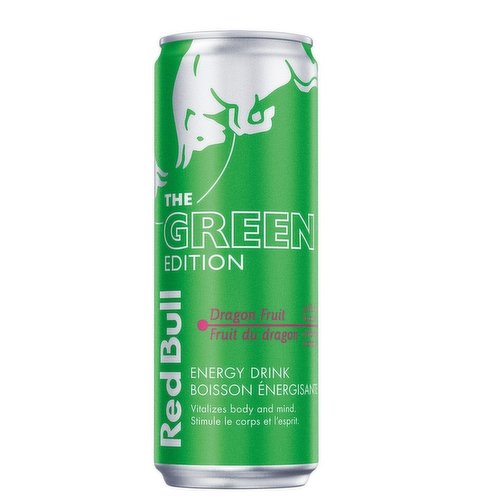 THE
GREEN
EDITION
Red Bull
Dragon Fruit
Fruit du dragon
ENERGY DRINK
BOISSON ÉNERGISANTE
Vitalizes body and mind.
Stimule le corps et l'esprit.